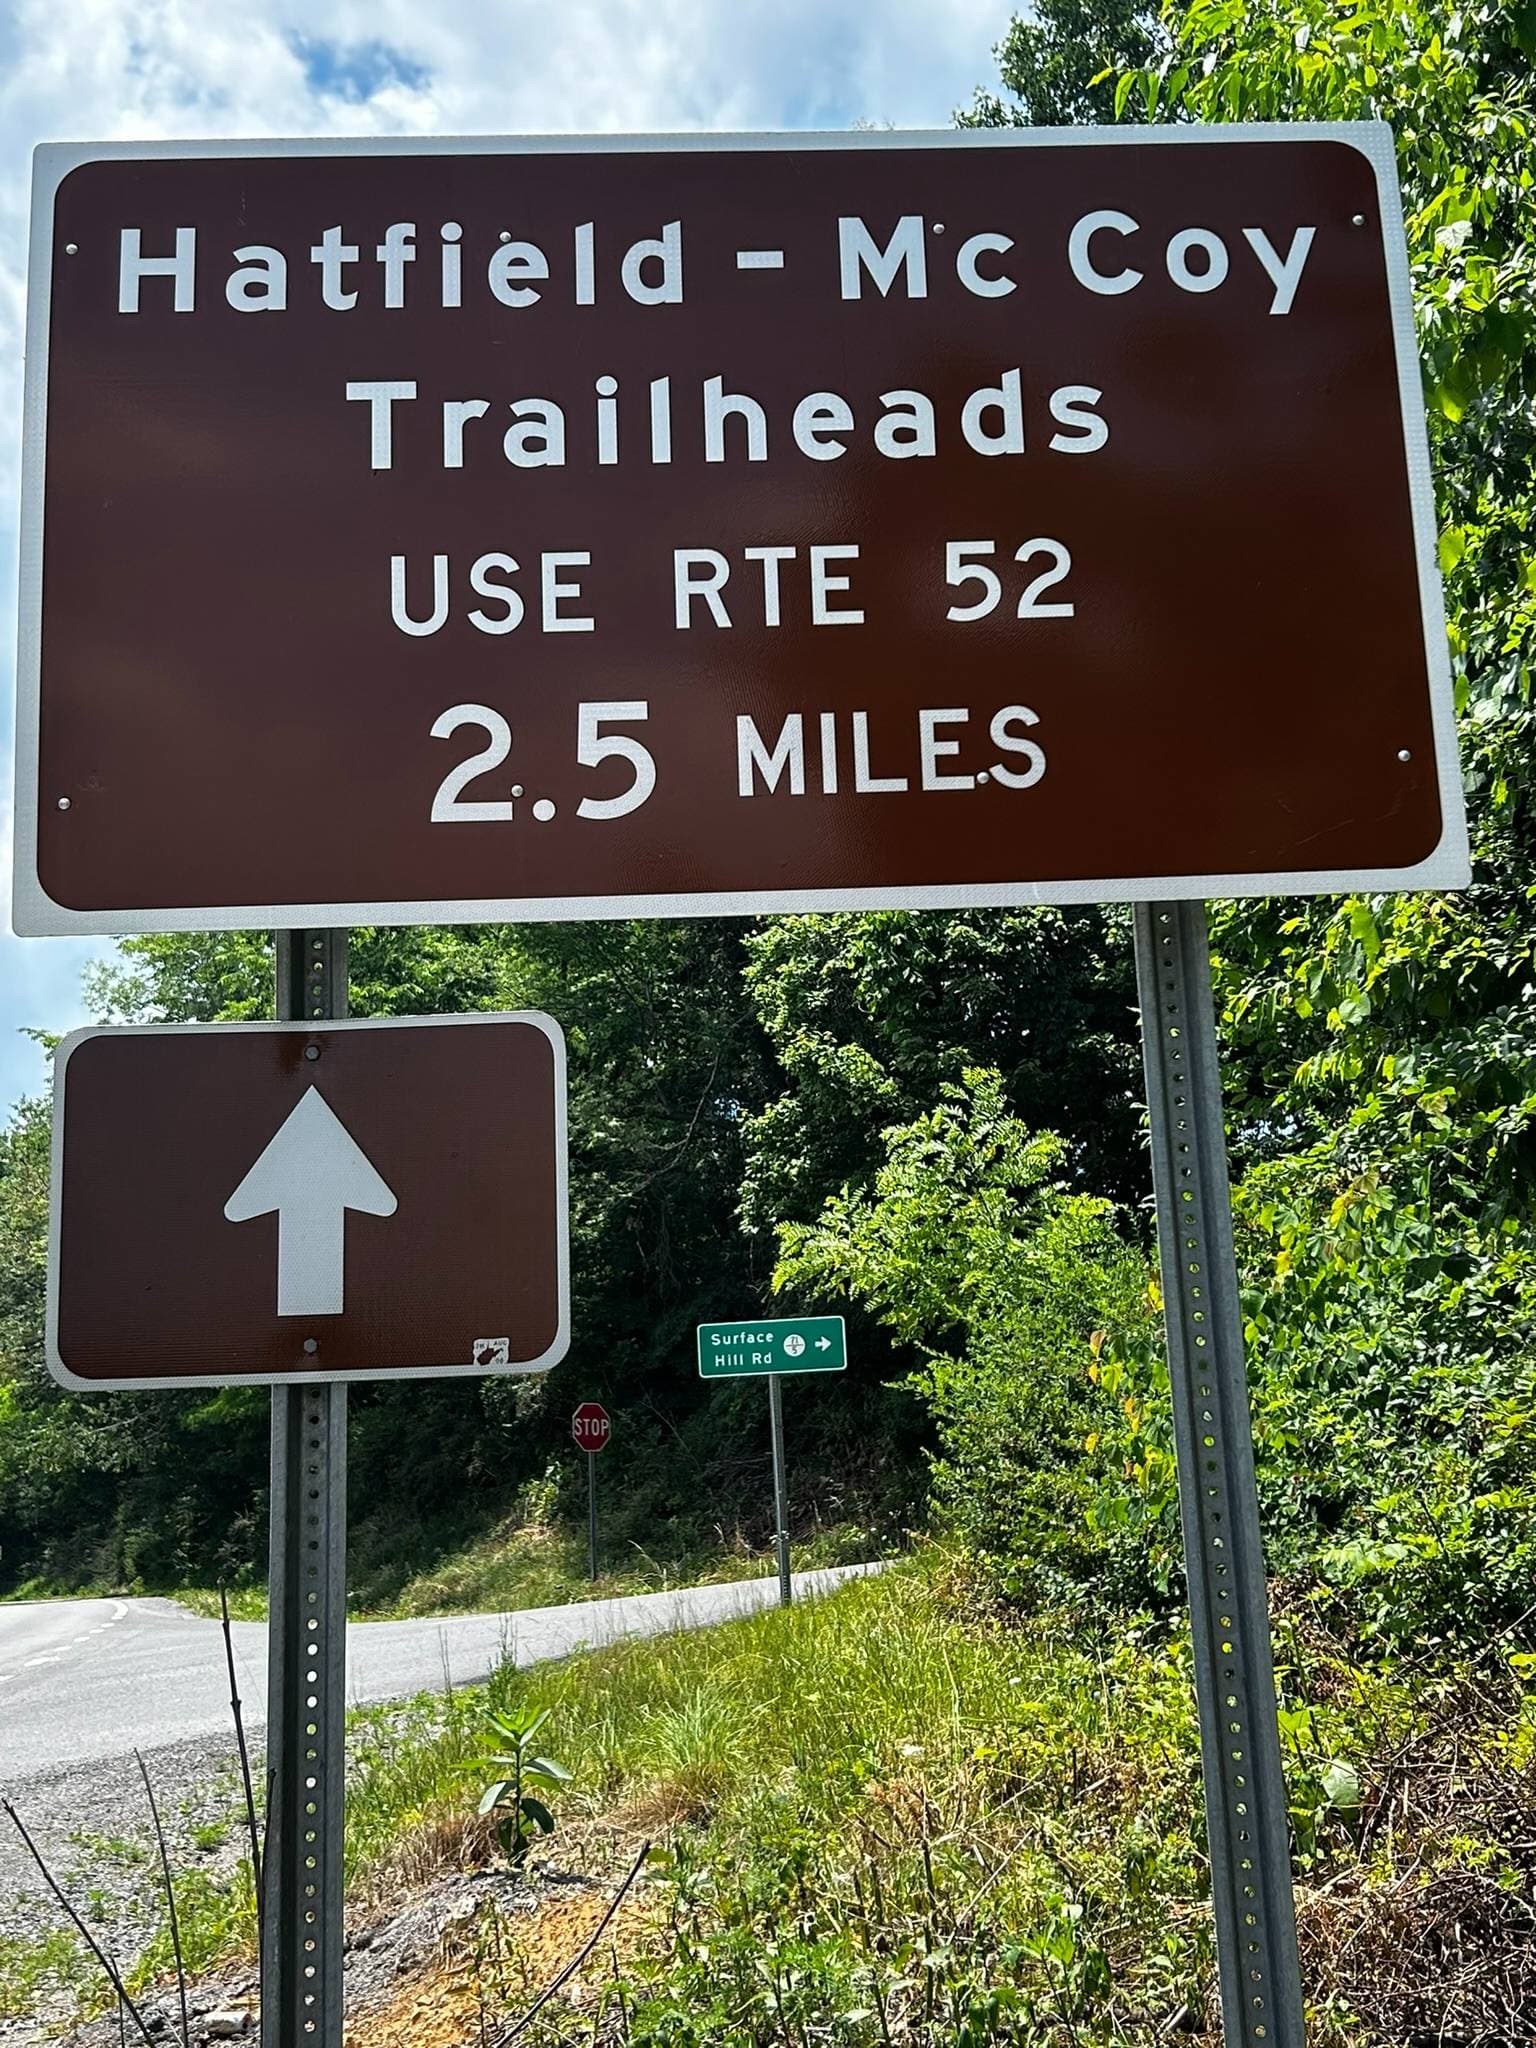 Hatfield - Mc Coy
Trailheads
USE RTE 52
2.5 MILES
Surface
Hill Rd
STOP